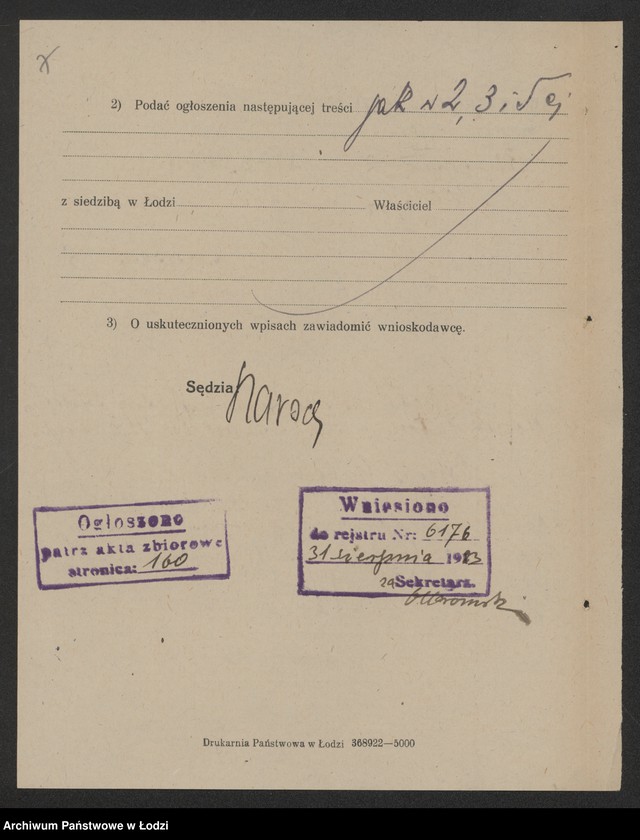 2) Podać ogłoszenia następującej treści jak w 2, 3 i 5 ej
z siedzibą w Łodzi Właściciel
3) O uskutecznionych wpisach zawiadomić wnioskodawcę.
Sędzia
Ogłoszono
patrz akta zbiorowe
stronica: 160
Wniesiono
do rejstru Nr: 6176
31 sierpnia 1923
za Sekretarz.
Drukarnia Państwowa w Łodzi 368922—5000
Archiwum Państwowe w Łodzi